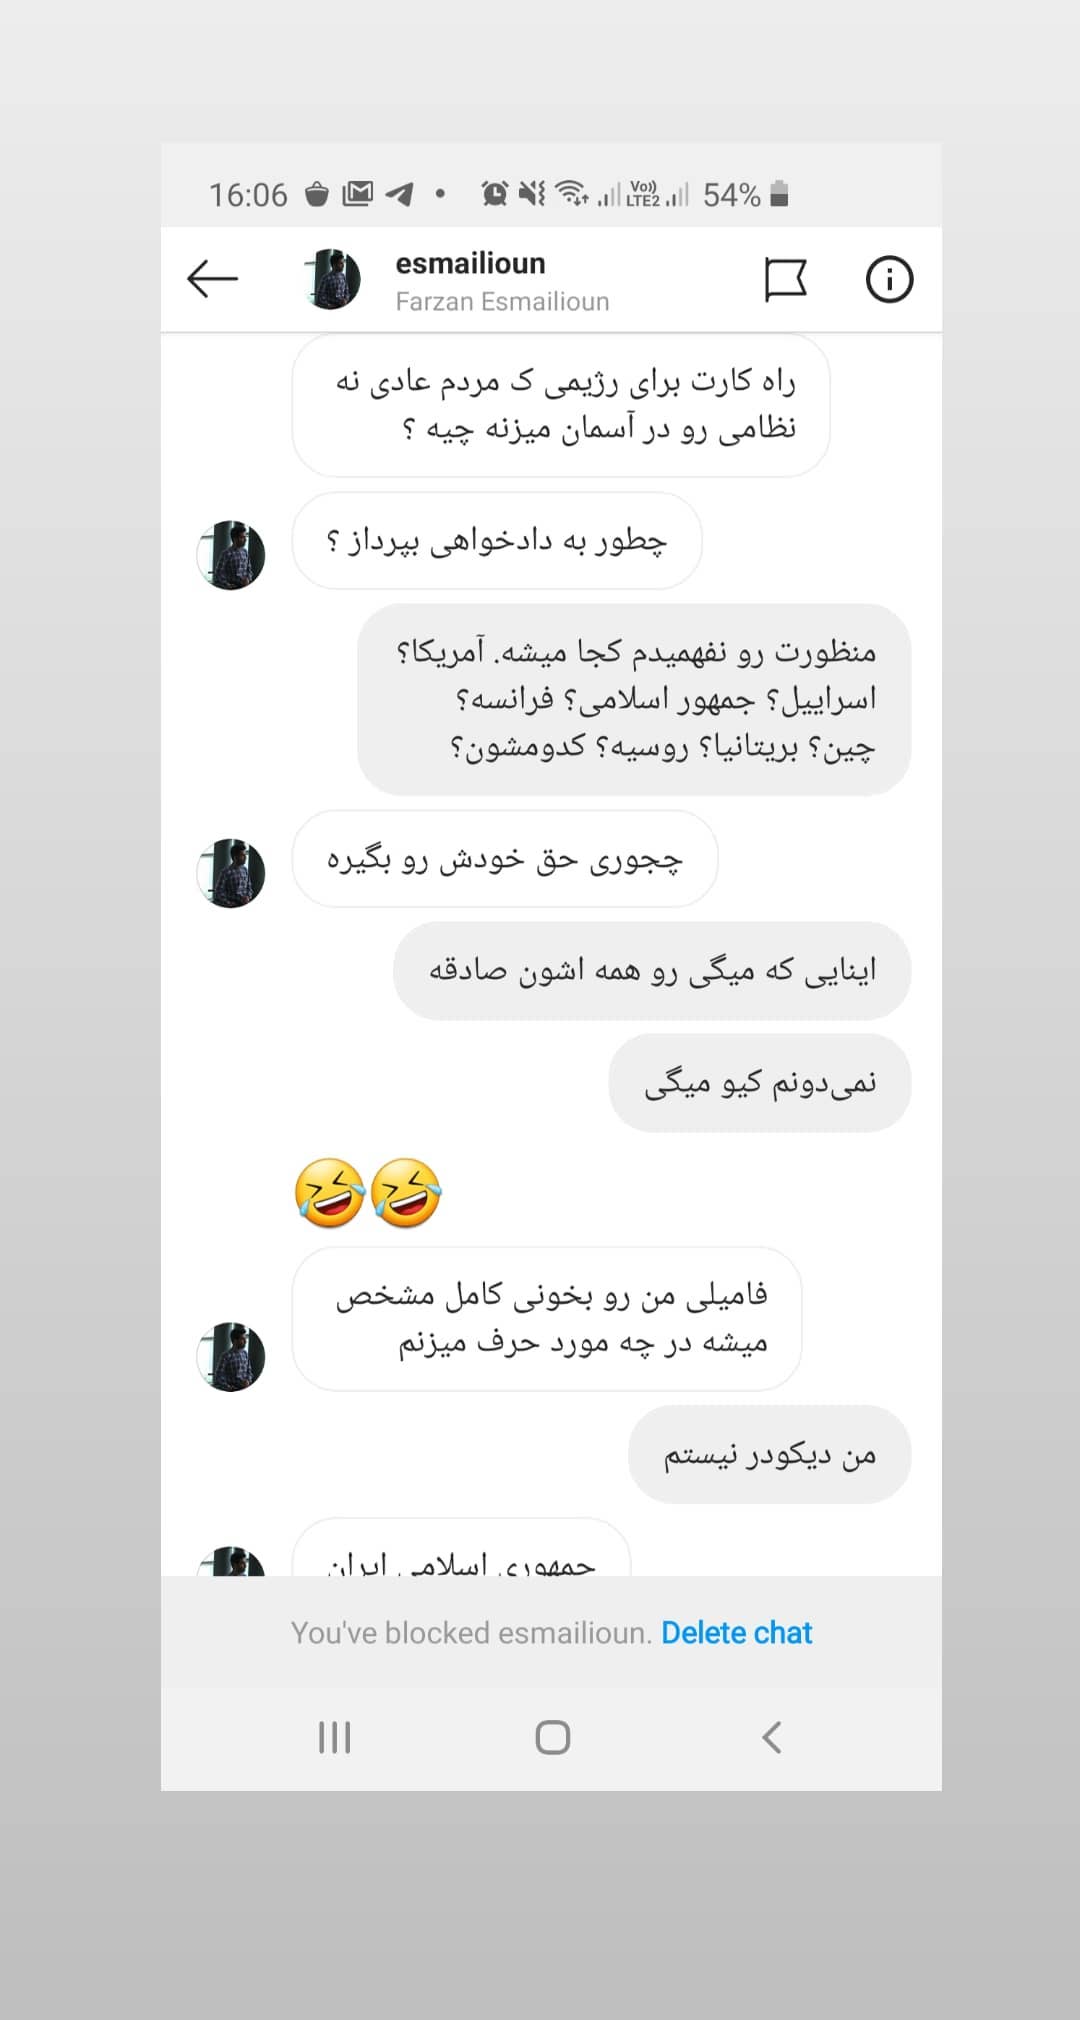 16:06
Vo)) LTE2
54%
esmailioun
Farzan Esmailioun
راه کارت برای رژیمی ک مردم عادی نه
نظامی رو در آسمان میزنه چیه ؟
چطور به دادخواهی بپرداز ؟
منظورت رو نفهمیدم کجا میشه. آمریکا؟
اسراییل؟ جمهور اسلامی؟ فرانسه؟
چین؟ بریتانیا؟ روسیه؟ کدومشون؟
چجوری حق خودش رو بگیره
اینایی که میگی رو همه اشون صادقه
نمی‌دونم کیو میگی
🤣🤣
فامیلی من رو بخونی کامل مشخص
میشه در چه مورد حرف میزنم
من دیکودر نیستم
جمهوری اسلامی ایران
You've blocked esmailioun. Delete chat